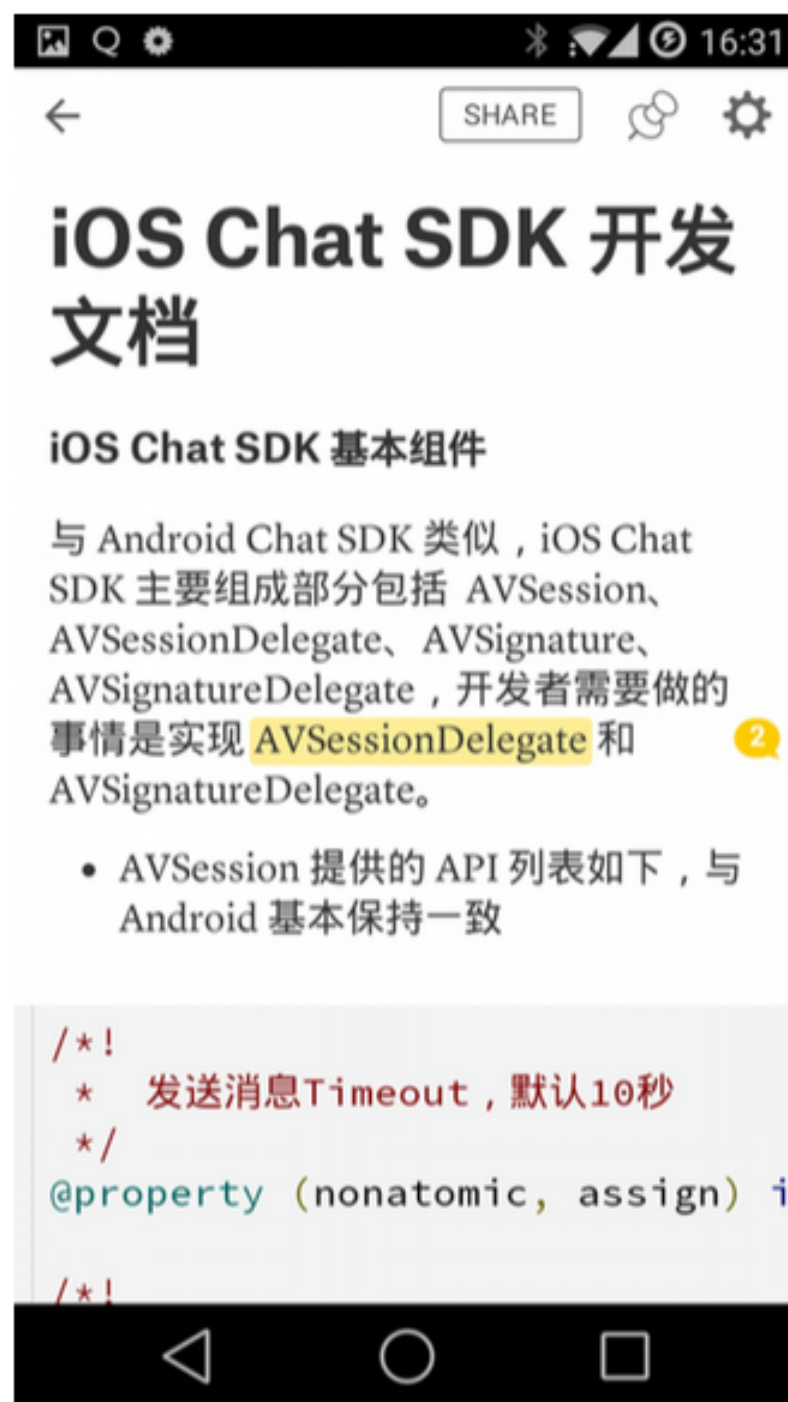 16:31
SHARE
iOS Chat SDK 开发
文档
iOS Chat SDK 基本组件
与 Android Chat SDK 类似，iOS Chat
SDK 主要组成部分包括 AVSession、
AVSessionDelegate、AVSignature、
AVSignatureDelegate，开发者需要做的
事情是实现 AVSessionDelegate 和
2
AVSignatureDelegate。
• AVSession 提供的 API 列表如下，与
Android 基本保持一致
/*!
*  发送消息Timeout，默认10秒
*/
@property (nonatomic, assign) i
/*!